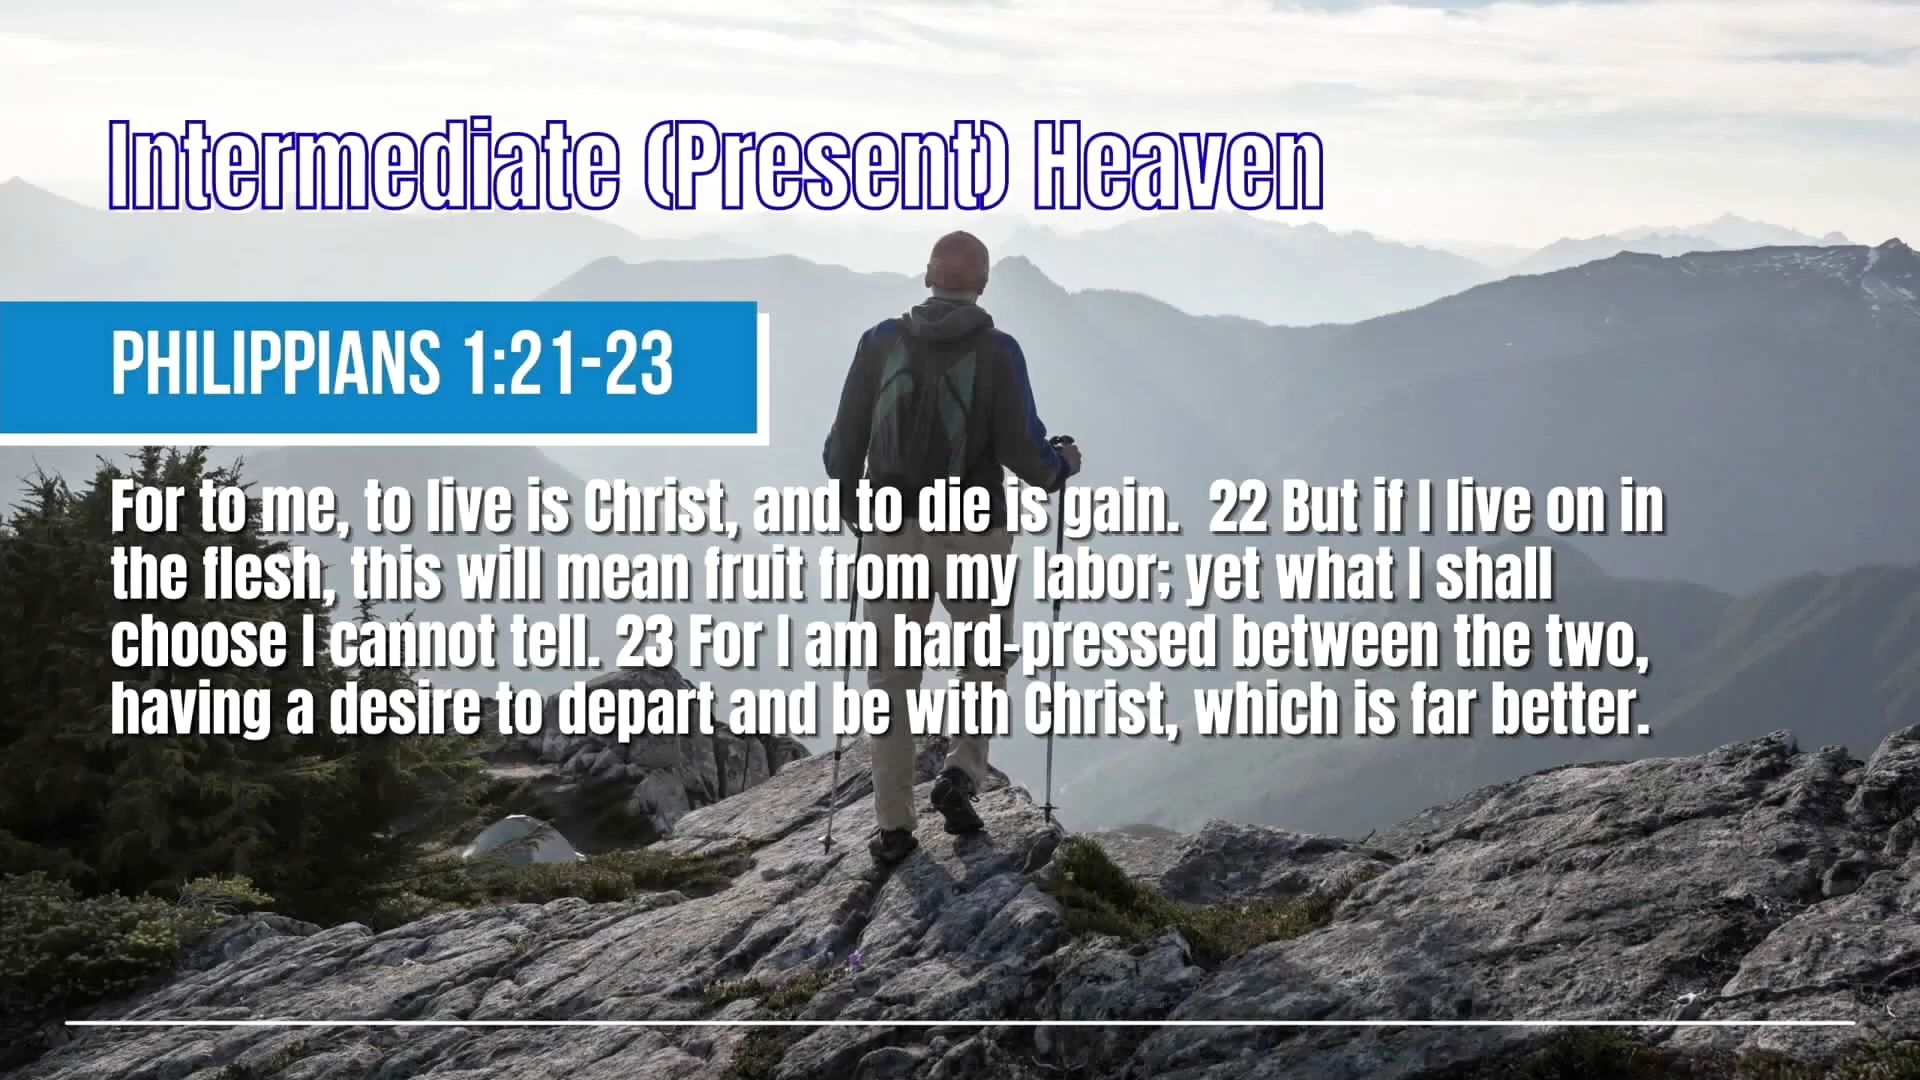 Intermediate (Present) Heaven
PHILIPPIANS 1:21-23
For to me, to live is Christ, and to die is gain.  22 But if I live on in
the flesh, this will mean fruit from my labor; yet what I shall
choose I cannot tell. 23 For I am hard-pressed between the two,
having a desire to depart and be with Christ, which is far better.